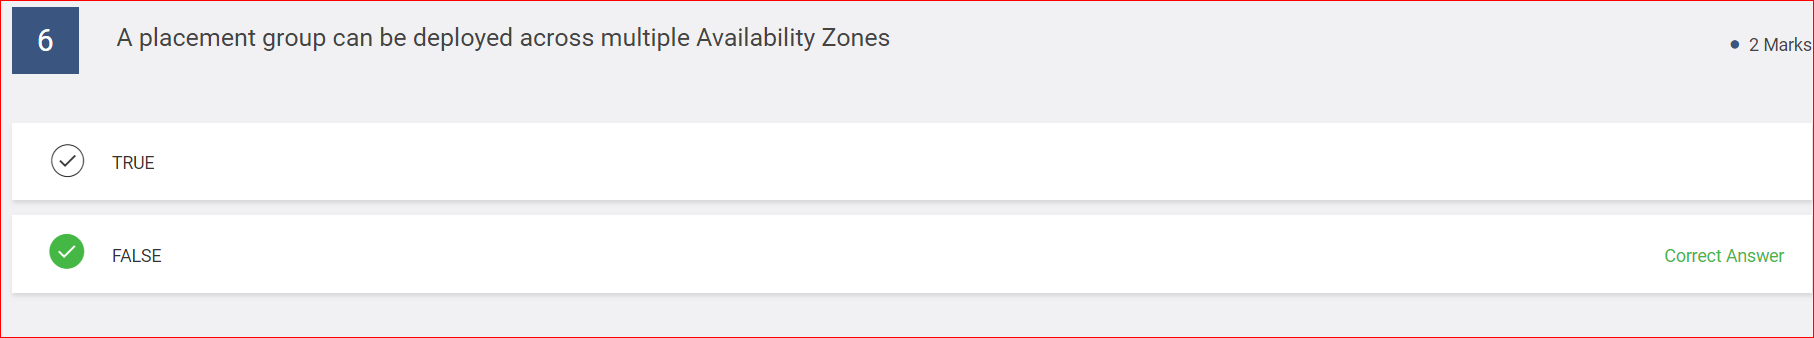 6
A placement group can be deployed across multiple Availability Zones
2 Marks
TRUE
FALSE
Correct Answer